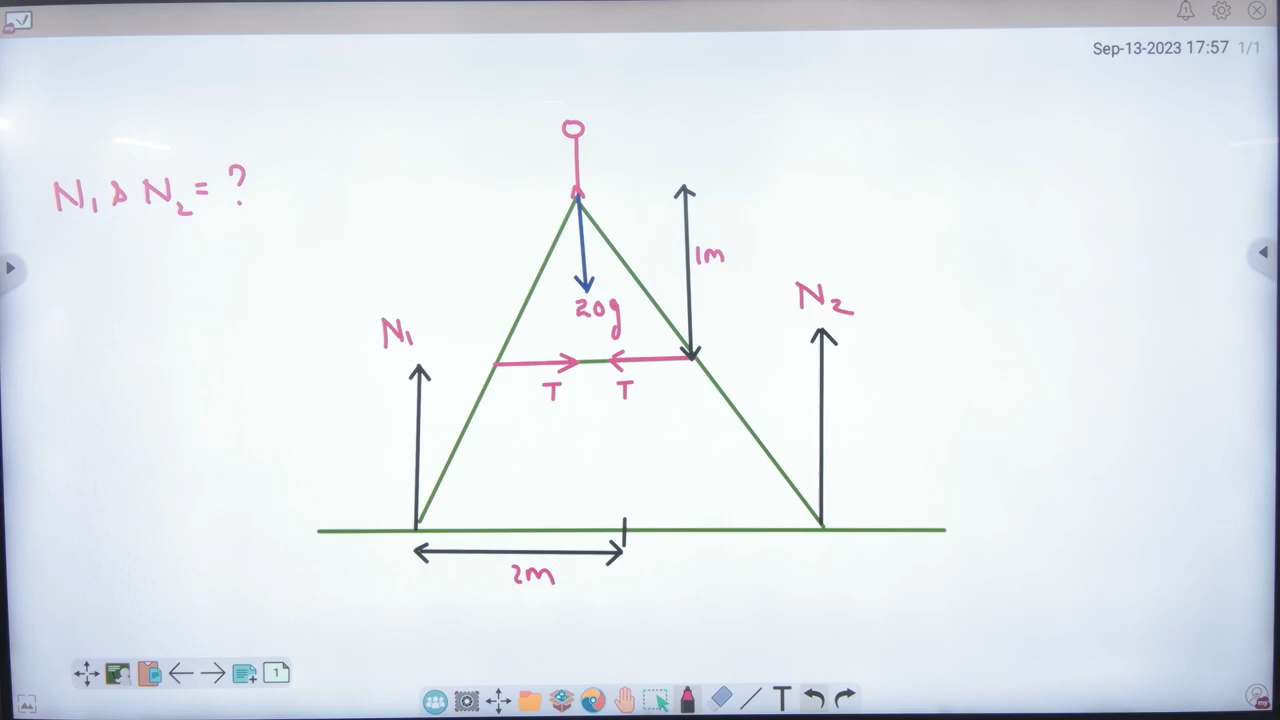 Sep-13-2023 17:57 1/1
N₁ & N₂ = ?
1m
N₂
20g
N₁
T T
2m
1
T